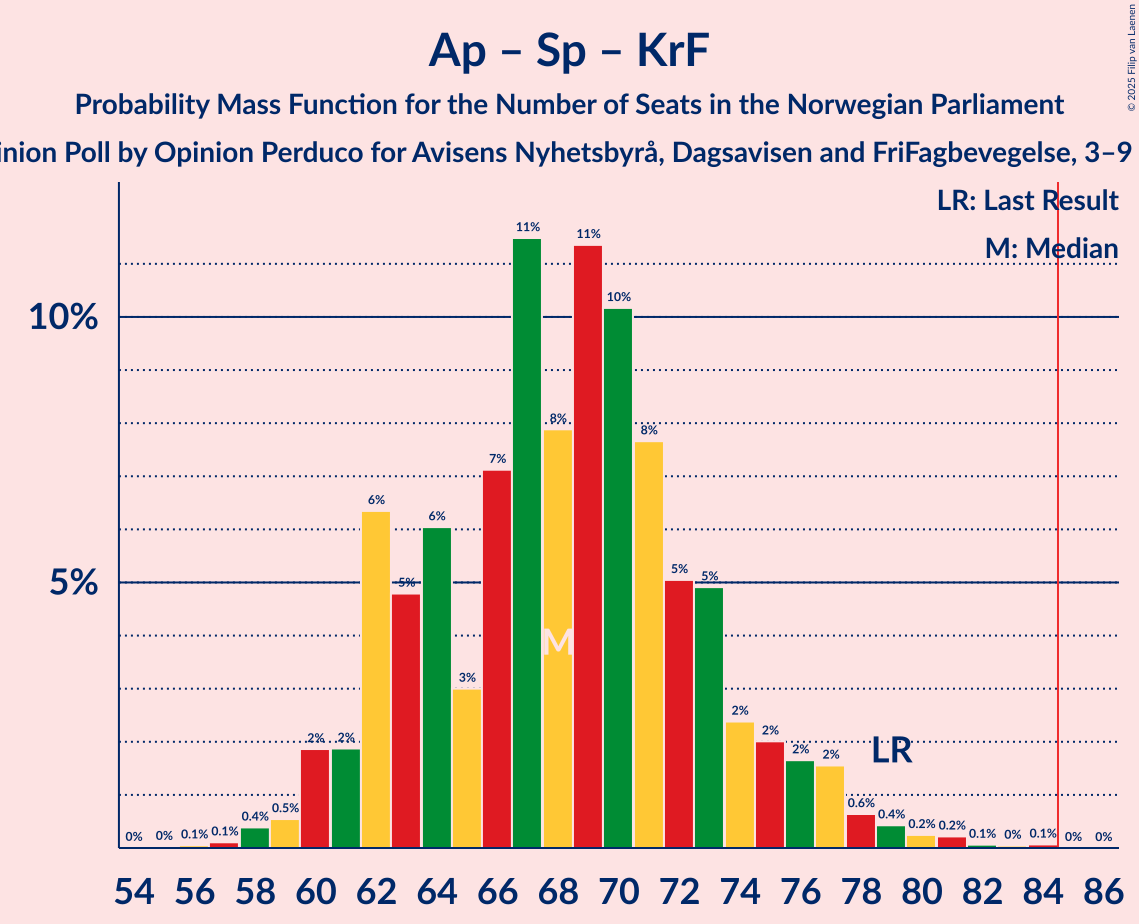 Ap – Sp – KrF
Probability Mass Function for the Number of Seats in the Norwegian Parliament
Poll by Opinion Perduco for Avisens Nyhetsbyrå, Dagsavisen and FriFagbevegelse, 3–9
© 2025 Filip van Laenen
LR: Last Result
M: Median
11% 11%
10%
10%
8% 8%
7%
6% 6%
5% 5% 5% 5%
M
3%
2% 2% 2% 2% 2% 2%
LR
0% 0% 0.1% 0.1% 0.4% 0.5% 0.6% 0.4% 0.2% 0.2% 0.1% 0% 0.1% 0% 0%
54 56 58 60 62 64 66 68 70 72 74 76 78 80 82 84 86